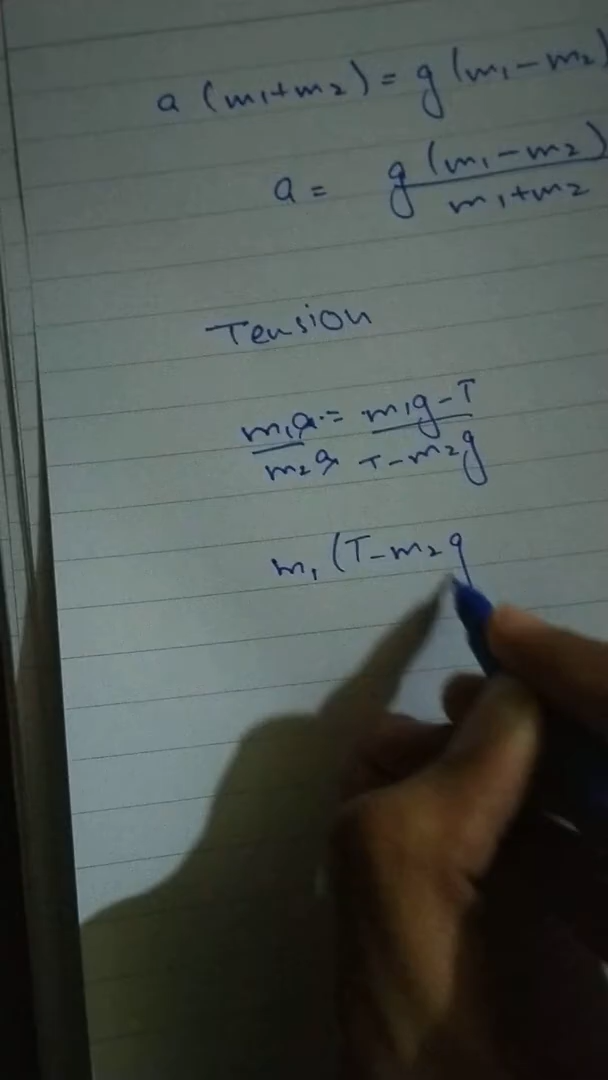 a (m1+m2) = g (m1-m2)
a = g (m1-m2)
m1+m2
Tension
m1a = m1g-T
m2a T-m2g
m1 (T-m2g